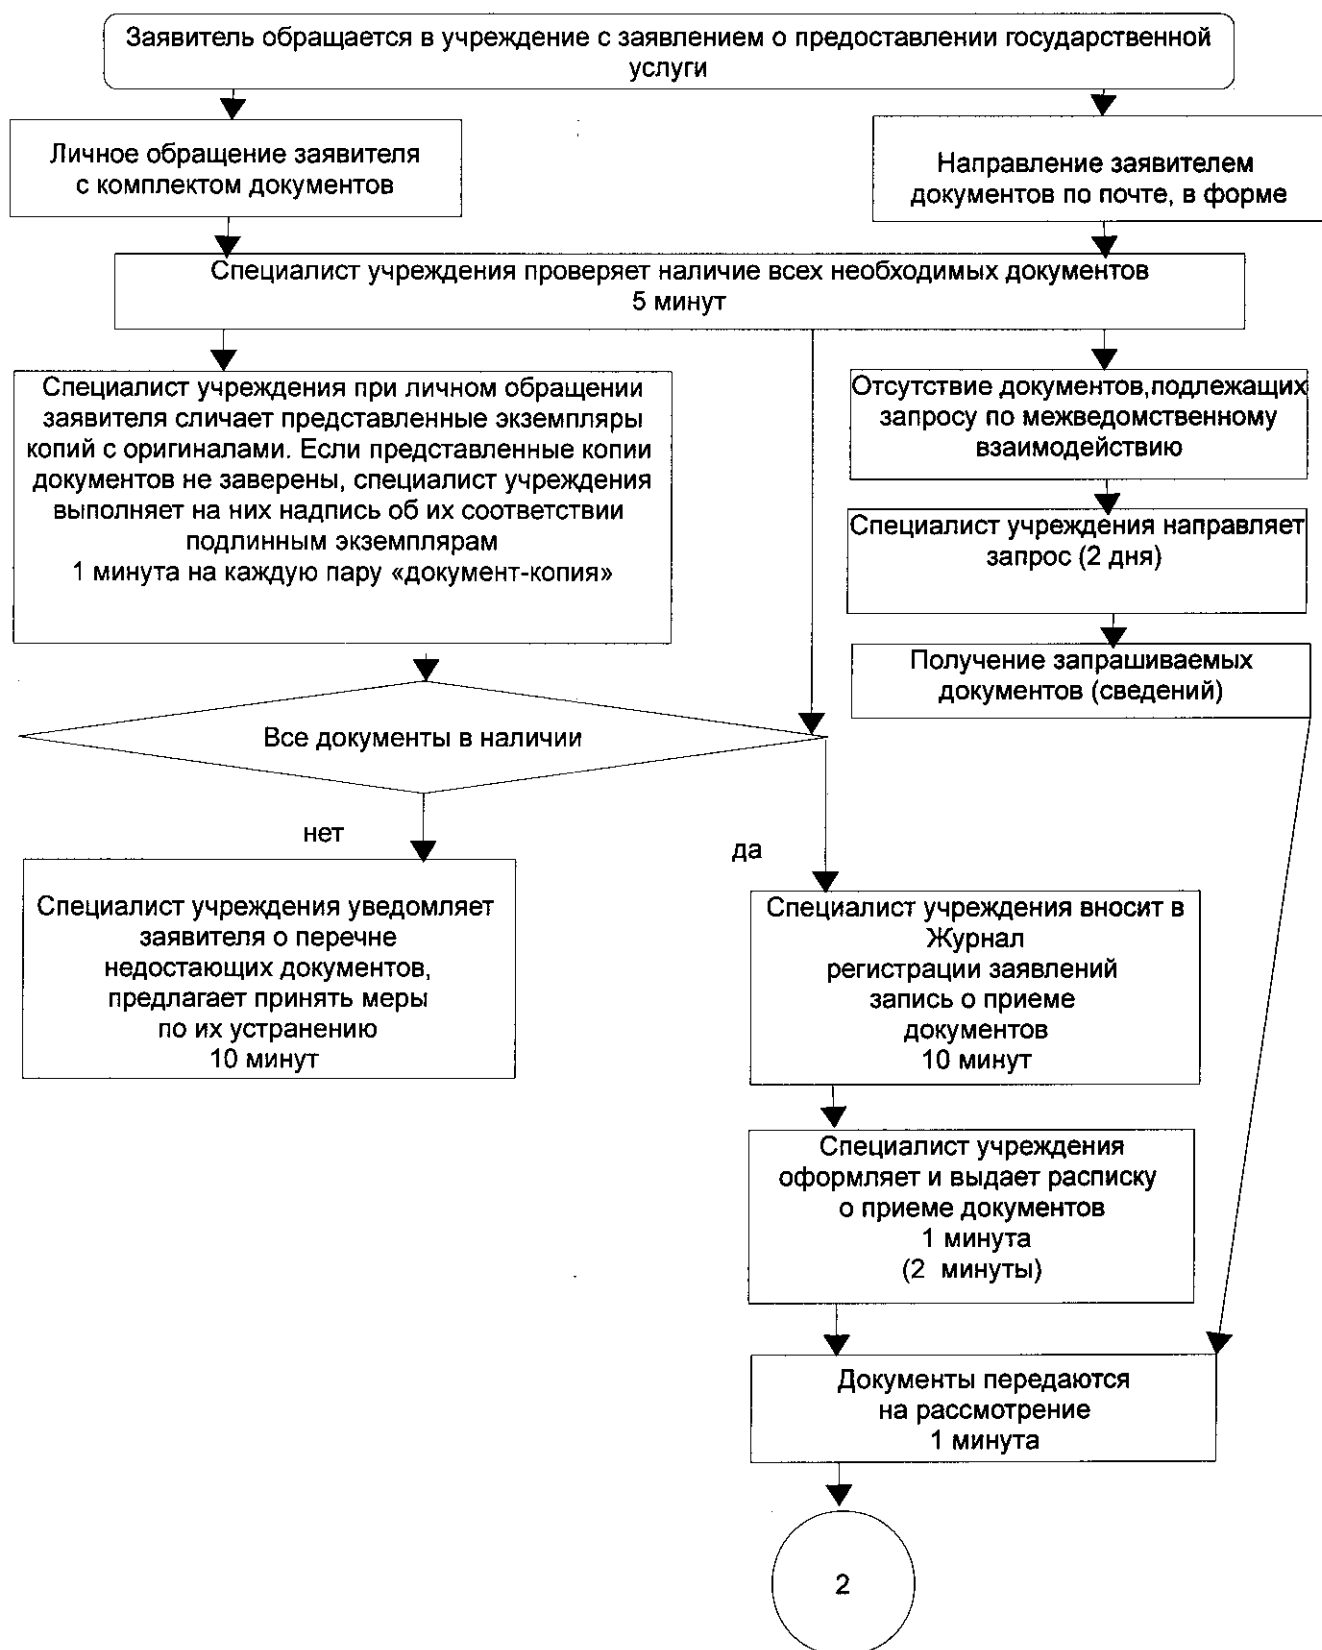 Заявитель обращается в учреждение с заявлением о предоставлении государственной
услуги
Личное обращение заявителя
с комплектом документов
Направление заявителем
документов по почте, в форме
Специалист учреждения проверяет наличие всех необходимых документов
5 минут
Специалист учреждения при личном обращении
заявителя сличает представленные экземпляры
копий с оригиналами. Если представленные копии
документов не заверены, специалист учреждения
выполняет на них надпись об их соответствии
подлинным экземплярам
1 минута на каждую пару «документ-копия»
Отсутствие документов,подлежащих
запросу по межведомственному
взаимодействию
Специалист учреждения направляет
запрос (2 дня)
Получение запрашиваемых
документов (сведений)
Все документы в наличии
нет
да
Специалист учреждения уведомляет
заявителя о перечне
недостающих документов,
предлагает принять меры
по их устранению
10 минут
Специалист учреждения вносит в
Журнал
регистрации заявлений
запись о приеме
документов
10 минут
Специалист учреждения
оформляет и выдает расписку
о приеме документов
1 минута
(2 минуты)
Документы передаются
на рассмотрение
1 минута
2